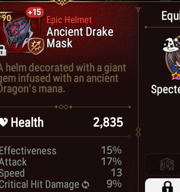 90
+15
Epic Helmet
Ancient Drake
Mask
A helm decorated with a giant
gem infused with an ancient
Dragon's mana.
Health 2,835
Effectiveness 15%
Attack 17%
Speed 13
Critical Hit Damage 9%
Equi
Specte